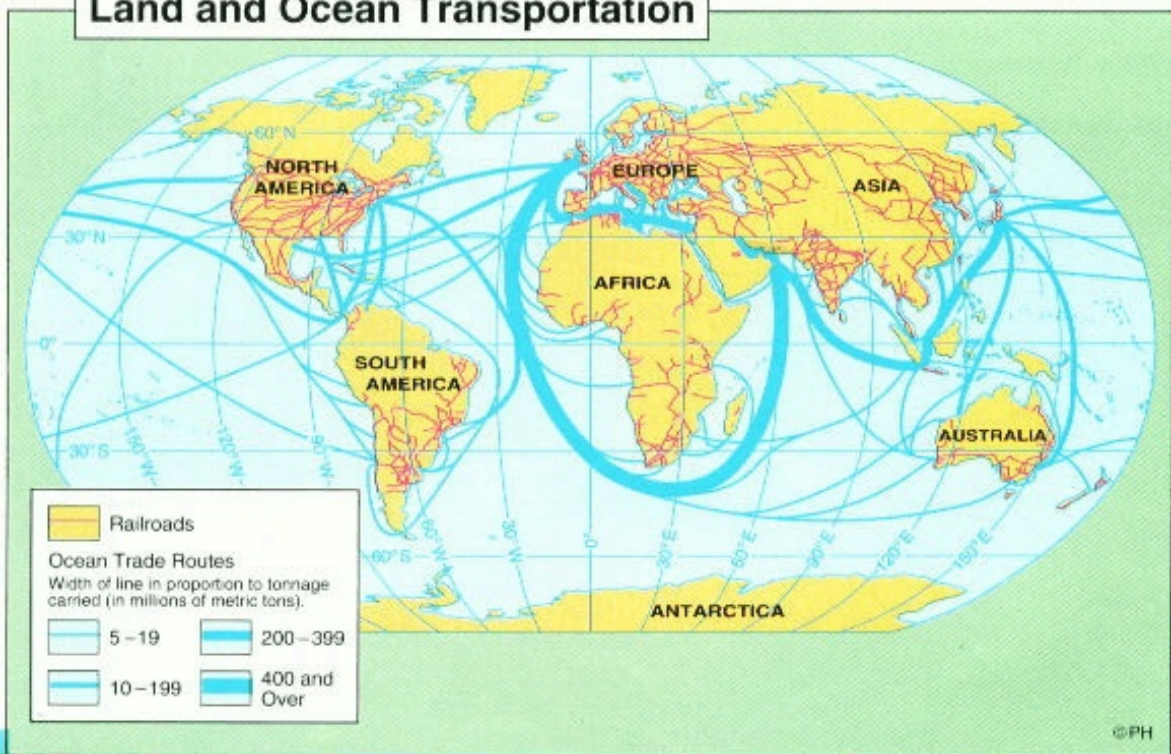 Land and Ocean Transportation
60°N
NORTH
AMERICA
EUROPE
ASIA
30°N
AFRICA
0°
SOUTH
AMERICA
AUSTRALIA
30°S
150°W
120°W
90°W
60°W
30°W
0°
30°E
60°E
90°E
120°E
150°E
60°S
ANTARCTICA
Railroads
Ocean Trade Routes
Width of line in proportion to tonnage
carried (in millions of metric tons).
5–19
200–399
10–199
400 and
Over
©PH